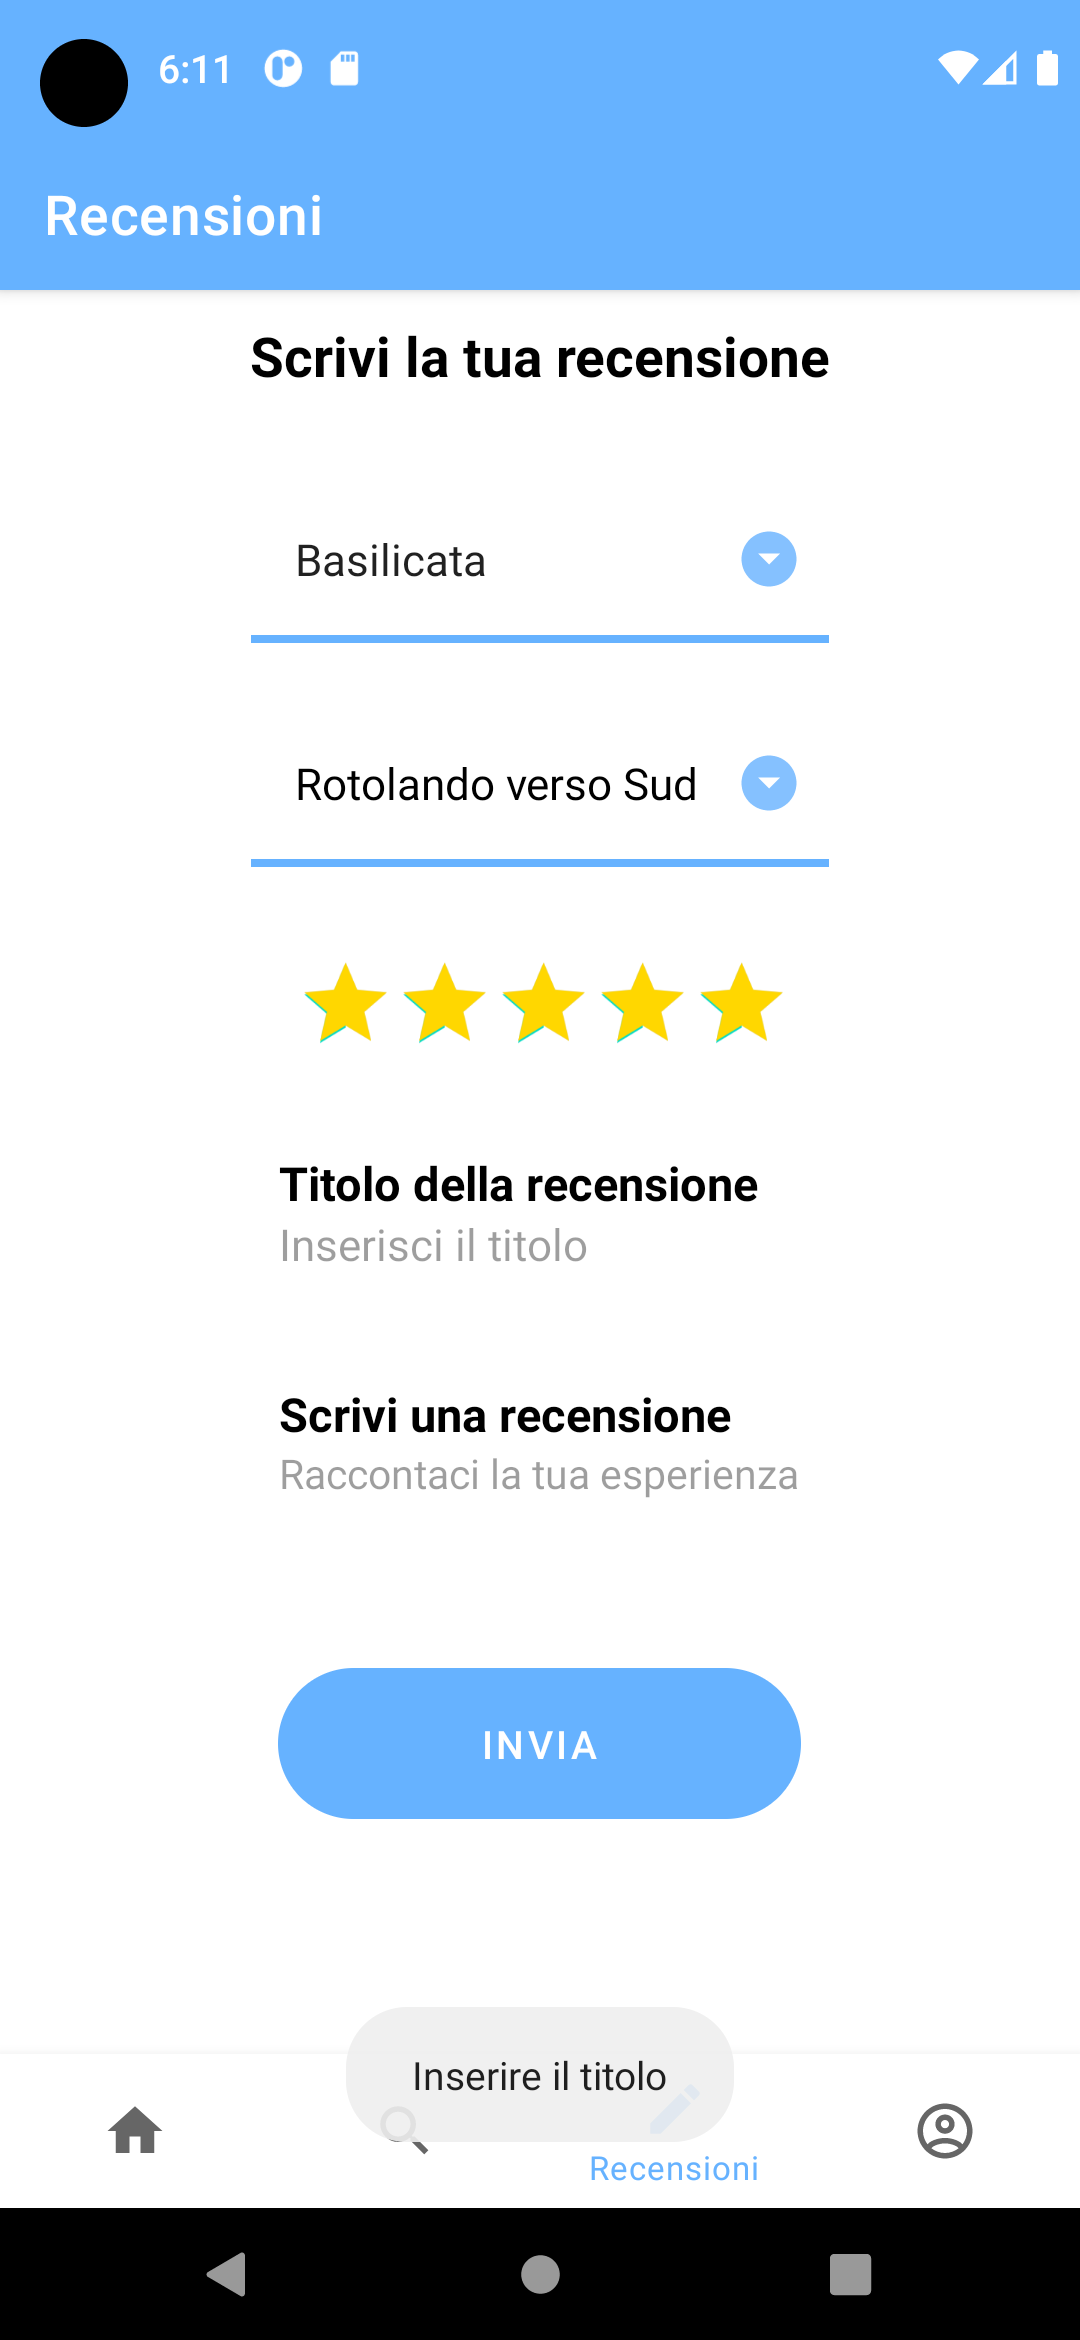 6:11
Recensioni
Scrivi la tua recensione
Basilicata
Rotolando verso Sud
Titolo della recensione
Inserisci il titolo
Scrivi una recensione
Raccontaci la tua esperienza
INVIA
Inserire il titolo
Recensioni